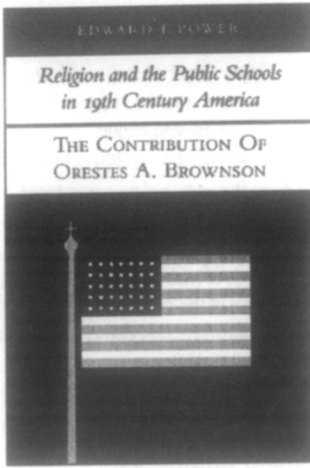 EDWARD J. POWER
Religion and the Public Schools
in 19th Century America
THE CONTRIBUTION OF
ORESTES A. BROWNSON